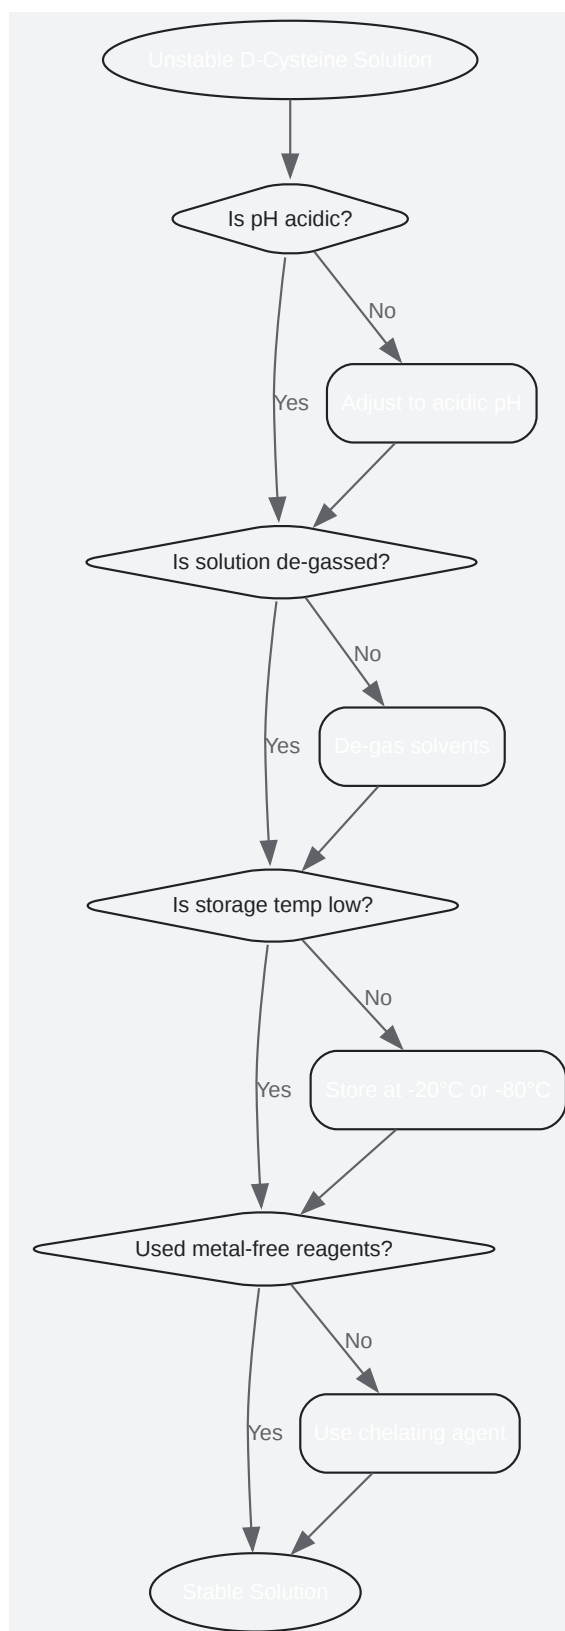 Unstable D-Cysteine Solution
Is pH acidic?
No
Yes
Adjust to acidic pH
Is solution de-gassed?
No
Yes
De-gas solvents
Is storage temp low?
No
Yes
Store at -20°C or -80°C
Used metal-free reagents?
No
Yes
Use chelating agent
Stable Solution